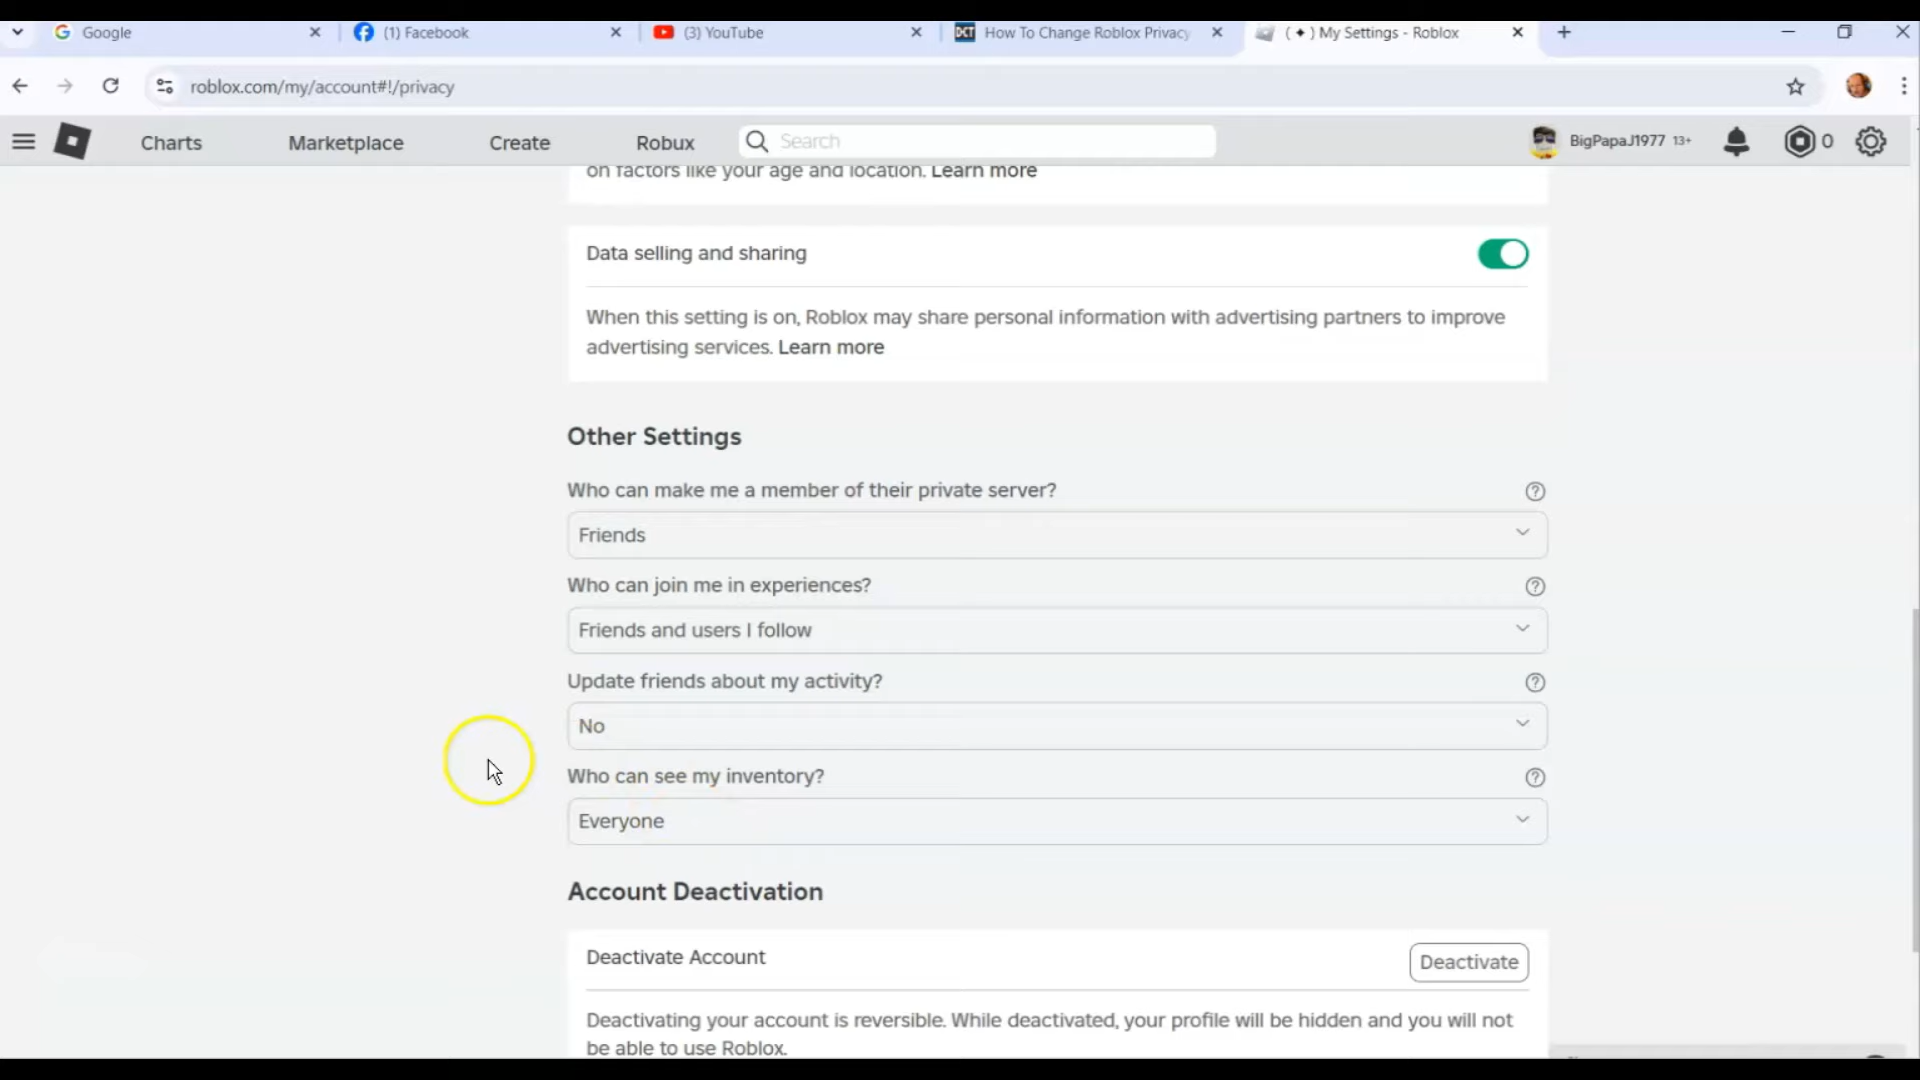 Google
(1) Facebook
(3) YouTube
DCT How To Change Roblox Privacy
( ✦ ) My Settings - Roblox
roblox.com/my/account#!/privacy
Charts
Marketplace
Create
Robux
Search
BigPapaJ1977 13+
0
on factors like your age and location. Learn more
Data selling and sharing
When this setting is on, Roblox may share personal information with advertising partners to improve
advertising services. Learn more
Other Settings
Who can make me a member of their private server?
Friends
Who can join me in experiences?
Friends and users I follow
Update friends about my activity?
No
Who can see my inventory?
Everyone
Account Deactivation
Deactivate Account
Deactivate
Deactivating your account is reversible. While deactivated, your profile will be hidden and you will not
be able to use Roblox.